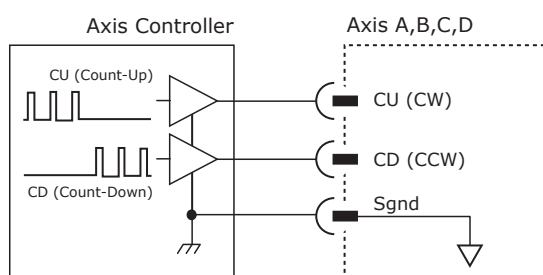 Axis Controller
Axis A,B,C,D
CU (Count-Up)
CU (CW)
CD (CCW)
CD (Count-Down)
Sgnd